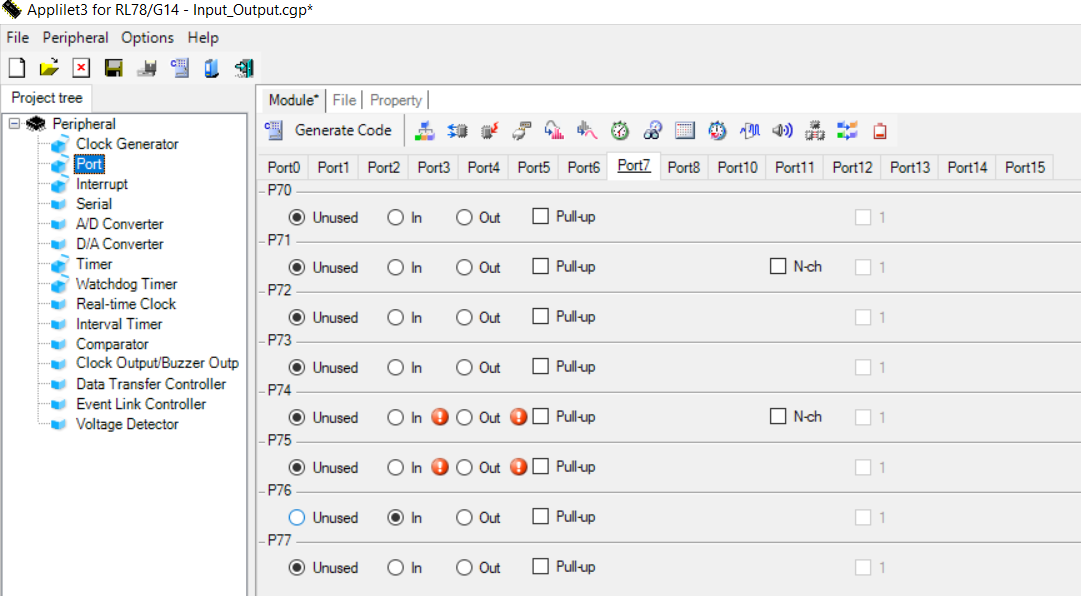 Applilet3 for RL78/G14 - Input_Output.cgp*
File Peripheral Options Help
Project tree
Peripheral
Clock Generator
Port
Interrupt
Serial
A/D Converter
D/A Converter
Timer
Watchdog Timer
Real-time Clock
Interval Timer
Comparator
Clock Output/Buzzer Outp
Data Transfer Controller
Event Link Controller
Voltage Detector
Module* File Property
Generate Code
Port0 Port1 Port2 Port3 Port4 Port5 Port6 Port7 Port8 Port10 Port11 Port12 Port13 Port14 Port15
P70
Unused In Out Pull-up 1
P71
Unused In Out Pull-up N-ch 1
P72
Unused In Out Pull-up 1
P73
Unused In Out Pull-up 1
P74
Unused In Out Pull-up N-ch 1
P75
Unused In Out Pull-up 1
P76
Unused In Out Pull-up 1
P77
Unused In Out Pull-up 1